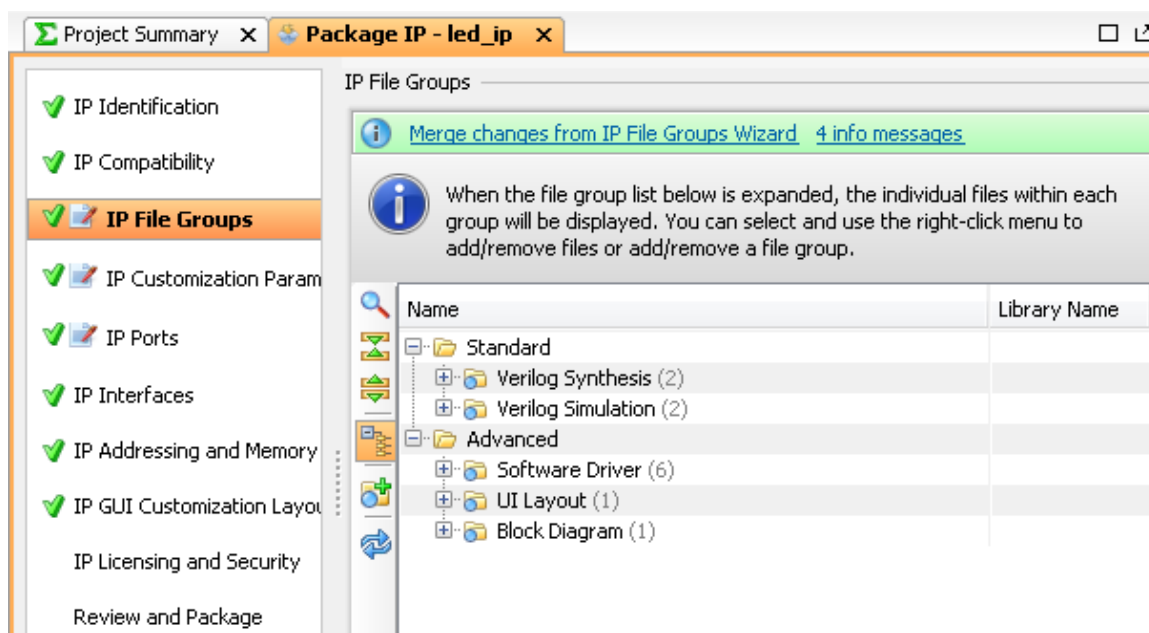 Project Summary
Package IP - led_ip
IP Identification
IP Compatibility
IP File Groups
IP Customization Param
IP Ports
IP Interfaces
IP Addressing and Memory
IP GUI Customization Layou
IP Licensing and Security
Review and Package
IP File Groups
Merge changes from IP File Groups Wizard 4 info messages
When the file group list below is expanded, the individual files within each
group will be displayed. You can select and use the right-click menu to
add/remove files or add/remove a file group.
Name Library Name
Standard
Verilog Synthesis (2)
Verilog Simulation (2)
Advanced
Software Driver (6)
UI Layout (1)
Block Diagram (1)